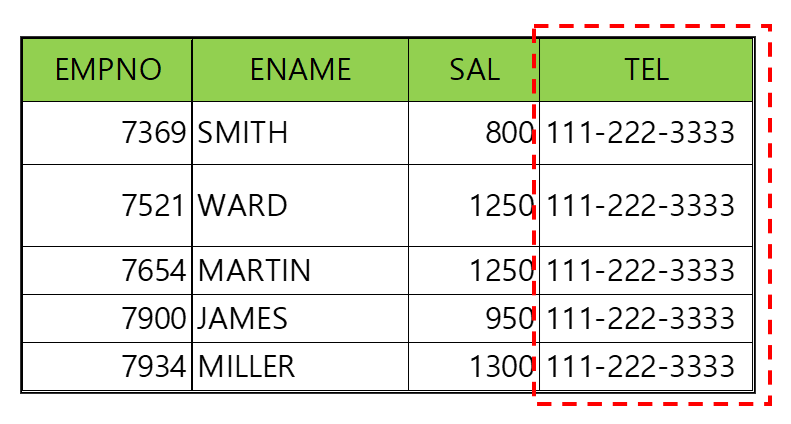 EMPNO ENAME SAL TEL
7369 SMITH 800 111-222-3333
7521 WARD 1250 111-222-3333
7654 MARTIN 1250 111-222-3333
7900 JAMES 950 111-222-3333
7934 MILLER 1300 111-222-3333